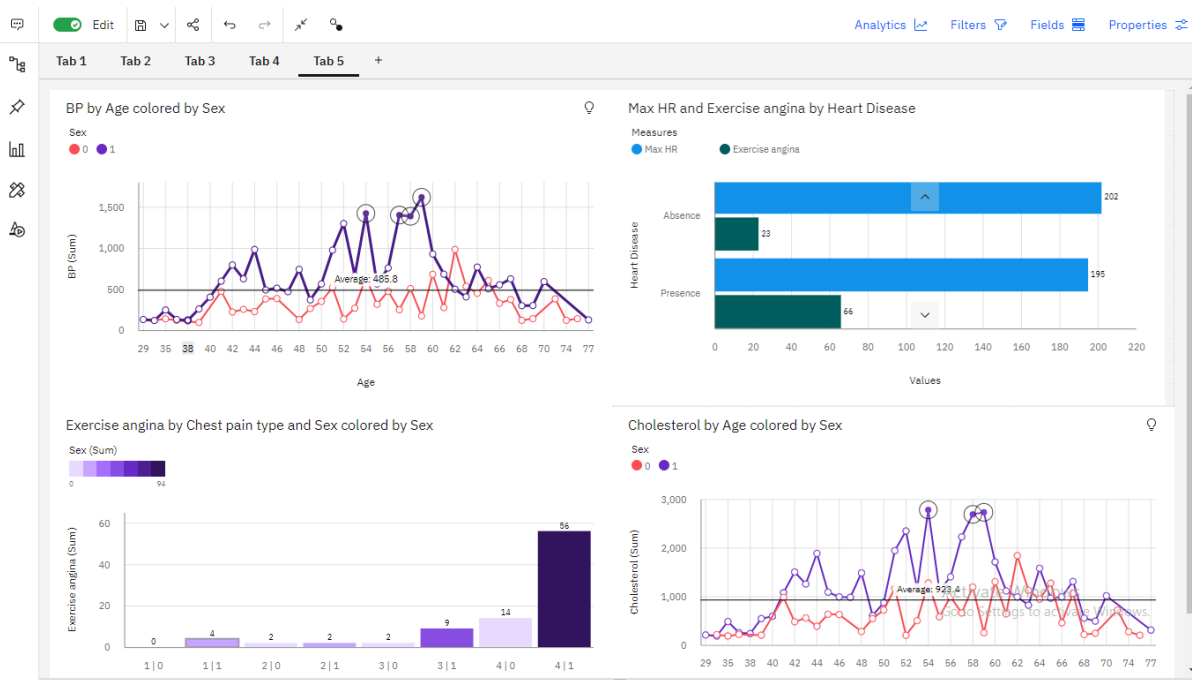 Edit
Analytics
Filters
Fields
Properties
Tab 1 Tab 2 Tab 3 Tab 4 Tab 5 +
BP by Age colored by Sex
Sex
0 1
BP (Sum)
1,500
1,000
500
0
Average: 485.8
29 35 38 40 42 44 46 48 50 52 54 56 58 60 62 64 66 68 70 74 77
Age
Max HR and Exercise angina by Heart Disease
Measures
Max HR Exercise angina
Heart Disease
Absence
202
23
Presence
195
66
0 20 40 60 80 100 120 140 160 180 200 220
Values
Exercise angina by Chest pain type and Sex colored by Sex
Sex (Sum)
0 94
Exercise angina (Sum)
60
40
20
0
0 4 2 2 2 9 14 56
1 | 0 1 | 1 2 | 0 2 | 1 3 | 0 3 | 1 4 | 0 4 | 1
Cholesterol by Age colored by Sex
Sex
0 1
Cholesterol (Sum)
3,000
2,000
1,000
0
Average: 923.4
Activate Windows
Go to Settings to activate Windows.
29 35 38 40 42 44 46 48 50 52 54 56 58 60 62 64 66 68 70 74 77